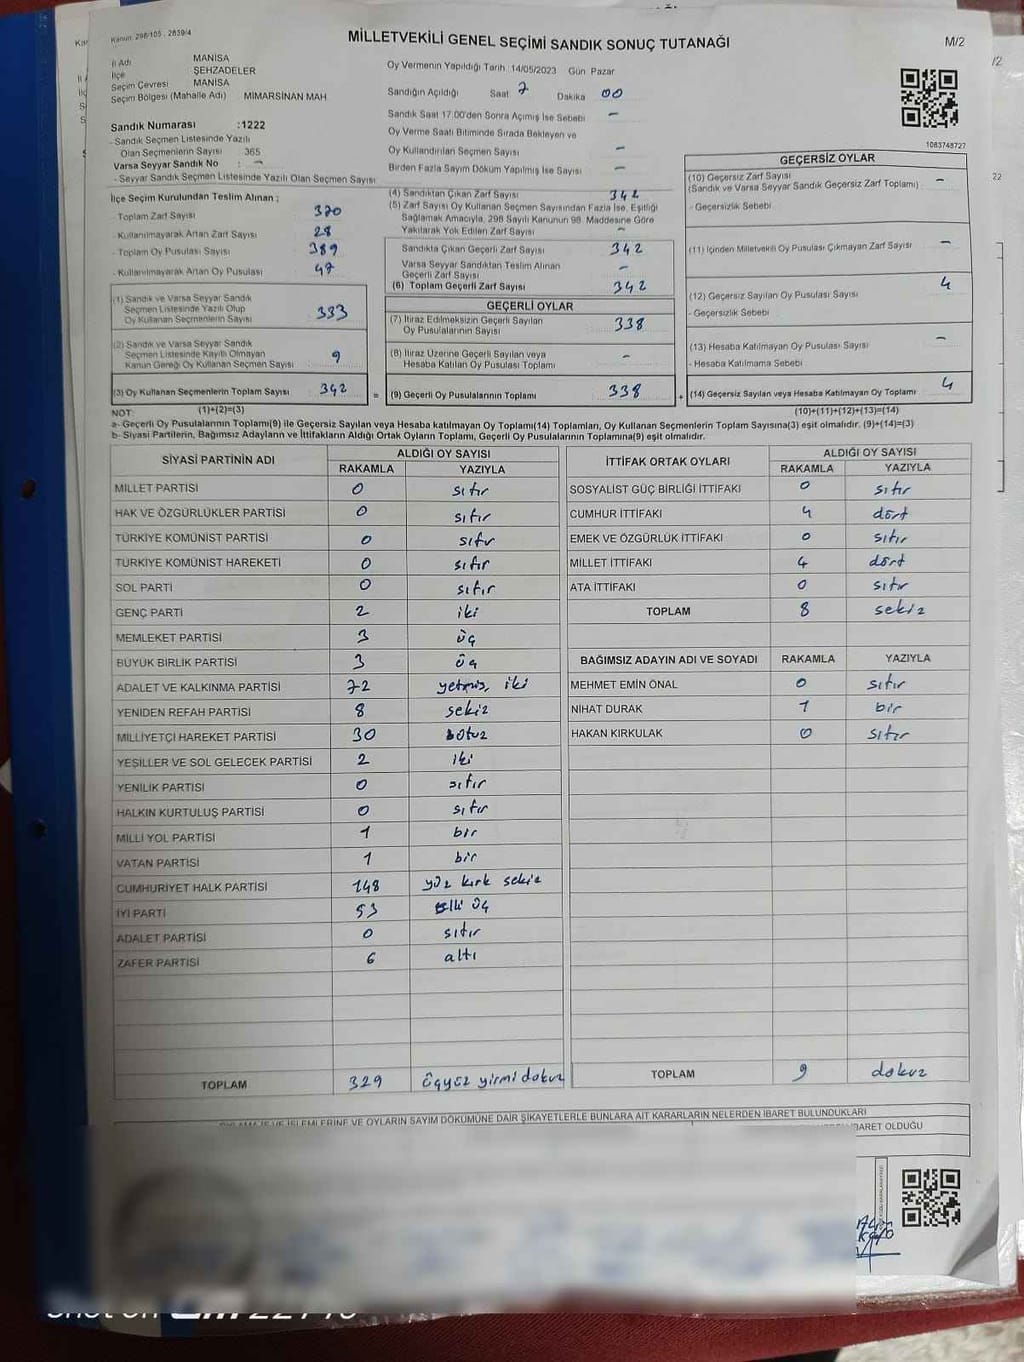 Kanun: 298/105 , 2839/4
MİLLETVEKİLİ GENEL SEÇİMİ SANDIK SONUÇ TUTANAĞI
M/2
İl Adı MANİSA
İlçe ŞEHZADELER
Seçim Çevresi MANİSA
Seçim Bölgesi (Mahalle Adı) MİMARSİNAN MAH
Oy Vermenin Yapıldığı Tarih :14/05/2023 Gün Pazar
Sandığın Açıldığı Saat 7 Dakika 00
Sandık Saat 17.00'den Sonra Açılmış İse Sebebi -
Oy Verme Saati Bitiminde Sırada Bekleyen ve
Oy Kullandırılan Seçmen Sayısı -
Birden Fazla Sayım Döküm Yapılmış İse Sayısı -
1083748727
Sandık Numarası :1222
- Sandık Seçmen Listesinde Yazılı
Olan Seçmenlerin Sayısı 365
Varsa Seyyar Sandık No : -
- Seyyar Sandık Seçmen Listesinde Yazılı Olan Seçmen Sayısı
İlçe Seçim Kurulundan Teslim Alınan ;
- Toplam Zarf Sayısı 370
- Kullanılmayarak Artan Zarf Sayısı 28
- Toplam Oy Pusulası Sayısı 389
- Kullanılmayarak Artan Oy Pusulası 47
(1) Sandık ve Varsa Seyyar Sandık
Seçmen Listesinde Yazılı Olup
Oy Kullanan Seçmenlerin Sayısı 333
(2) Sandık ve Varsa Seyyar Sandık
Seçmen Listesinde Kayıtlı Olmayan
Kanun Gereği Oy Kullanan Seçmen Sayısı 9
(3) Oy Kullanan Seçmenlerin Toplam Sayısı 342 =
(4) Sandıktan Çıkan Zarf Sayısı 342
(5) Zarf Sayısı Oy Kullanan Seçmen Sayısından Fazla İse, Eşitliği
Sağlamak Amacıyla, 298 Sayılı Kanunun 98. Maddesine Göre
Yakılarak Yok Edilen Zarf Sayısı -
Sandıkta Çıkan Geçerli Zarf Sayısı 342
Varsa Seyyar Sandıktan Teslim Alınan
Geçerli Zarf Sayısı -
(6) Toplam Geçerli Zarf Sayısı 342
GEÇERLİ OYLAR
(7) İtiraz Edilmeksizin Geçerli Sayılan
Oy Pusulalarının Sayısı 338
(8) İtiraz Üzerine Geçerli Sayılan veya
Hesaba Katılan Oy Pusulası Toplamı -
(9) Geçerli Oy Pusulalarının Toplamı 338 +
GEÇERSİZ OYLAR
(10) Geçersiz Zarf Sayısı -
(Sandık ve Varsa Seyyar Sandık Geçersiz Zarf Toplamı)
- Geçersizlik Sebebi
(11) İçinden Milletvekili Oy Pusulası Çıkmayan Zarf Sayısı -
(12) Geçersiz Sayılan Oy Pusulası Sayısı 4
- Geçersizlik Sebebi
(13) Hesaba Katılmayan Oy Pusulası Sayısı -
- Hesaba Katılmama Sebebi
(14) Geçersiz Sayılan veya Hesaba Katılmayan Oy Toplamı 4
NOT: (1)+(2)=(3) (10)+(11)+(12)+(13)=(14)
a- Geçerli Oy Pusulasının Toplamı(9) ile Geçersiz Sayılan veya Hesaba Katılmayan Oy Toplamı(14) Toplamları, Oy Kullanan Seçmenlerin Toplam Sayısına(3) eşit olmalıdır. (9)+(14)=(3)
b- Siyasi Partilerin, Bağımsız Adayların ve İttifakların Aldığı Ortak Oyların Toplamı, Geçerli Oy Pusulalarının Toplamına(9) eşit olmalıdır.
SİYASİ PARTİNİN ADI ALDIĞI OY SAYISI
RAKAMLA YAZIYLA
MİLLET PARTİSİ 0 sıfır
HAK VE ÖZGÜRLÜKLER PARTİSİ 0 sıfır
TÜRKİYE KOMÜNİST PARTİSİ 0 sıfır
TÜRKİYE KOMÜNİST HAREKETİ 0 sıfır
SOL PARTİ 0 sıfır
GENÇ PARTİ 2 iki
MEMLEKET PARTİSİ 3 üç
BÜYÜK BİRLİK PARTİSİ 3 üç
ADALET VE KALKINMA PARTİSİ 72 yetmiş iki
YENİDEN REFAH PARTİSİ 8 sekiz
MİLLİYETÇİ HAREKET PARTİSİ 30 otuz
YEŞİLLER VE SOL GELECEK PARTİSİ 2 iki
YENİLİK PARTİSİ 0 sıfır
HALKIN KURTULUŞ PARTİSİ 0 sıfır
MİLLİ YOL PARTİSİ 1 bir
VATAN PARTİSİ 1 bir
CUMHURİYET HALK PARTİSİ 148 yüz kırk sekiz
İYİ PARTİ 53 Elli üç
ADALET PARTİSİ 0 sıfır
ZAFER PARTİSİ 6 altı
TOPLAM 329 üçyüz yirmi dokuz
İTTİFAK ORTAK OYLARI ALDIĞI OY SAYISI
RAKAMLA YAZIYLA
SOSYALİST GÜÇ BİRLİĞİ İTTİFAKI 0 sıfır
CUMHUR İTTİFAKI 4 dört
EMEK VE ÖZGÜRLÜK İTTİFAKI 0 sıfır
MİLLET İTTİFAKI 4 dört
ATA İTTİFAKI 0 sıfır
TOPLAM 8 sekiz
BAĞIMSIZ ADAYIN ADI VE SOYADI RAKAMLA YAZIYLA
MEHMET EMİN ÖNAL 0 sıfır
NİHAT DURAK 1 bir
HAKAN KIRKULAK 0 sıfır
TOPLAM 9 dokuz
İŞLEMLERİNE VE OYLARIN SAYIM DÖKÜMÜNE DAİR ŞİKAYETLERLE BUNLARA AİT KARARLARIN NELERDEN İBARET BULUNDUKLARI
İBARET OLDUĞU